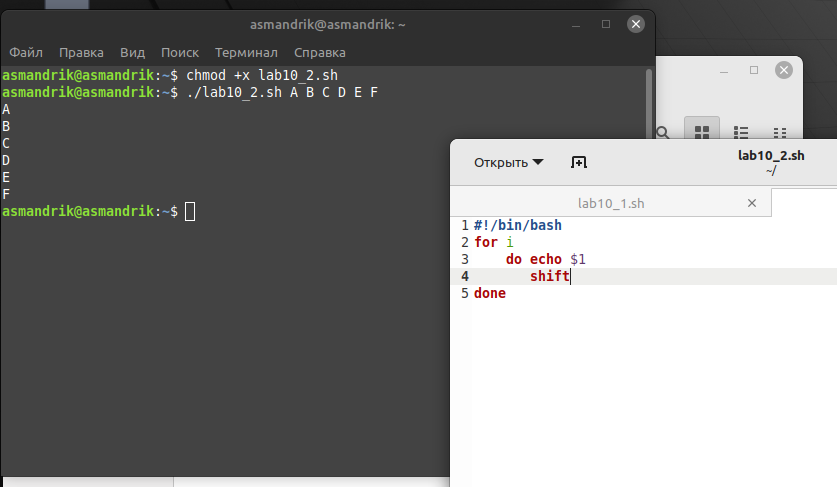 asmandrik@asmandrik: ~
Файл Правка Вид Поиск Терминал Справка
asmandrik@asmandrik:~$ chmod +x lab10_2.sh
asmandrik@asmandrik:~$ ./lab10_2.sh A B C D E F
A
B
C
D
E
F
asmandrik@asmandrik:~$
Открыть
lab10_2.sh
~/
lab10_1.sh
1 #!/bin/bash
2 for i
3     do echo $1
4        shift
5 done